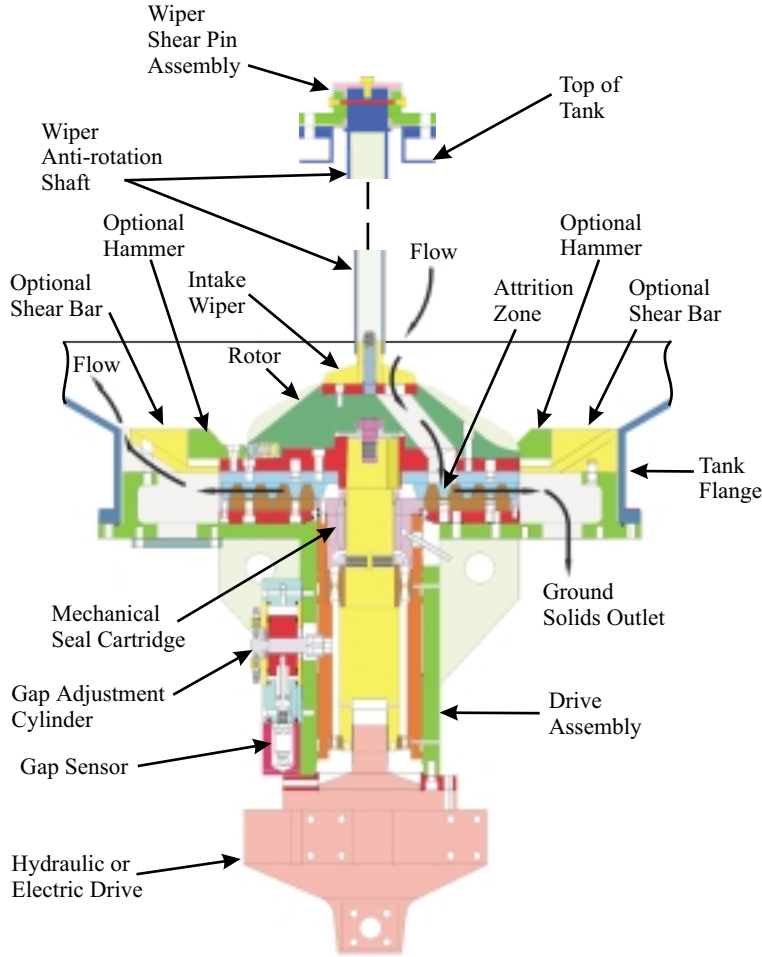 Wiper
Shear Pin
Assembly
Top of
Tank
Wiper
Anti-rotation
Shaft
Optional
Hammer
Flow
Optional
Hammer
Optional
Shear Bar
Intake
Wiper
Attrition
Zone
Optional
Shear Bar
Flow
Rotor
Tank
Flange
Mechanical
Seal Cartridge
Ground
Solids Outlet
Gap Adjustment
Cylinder
Drive
Assembly
Gap Sensor
Hydraulic or
Electric Drive